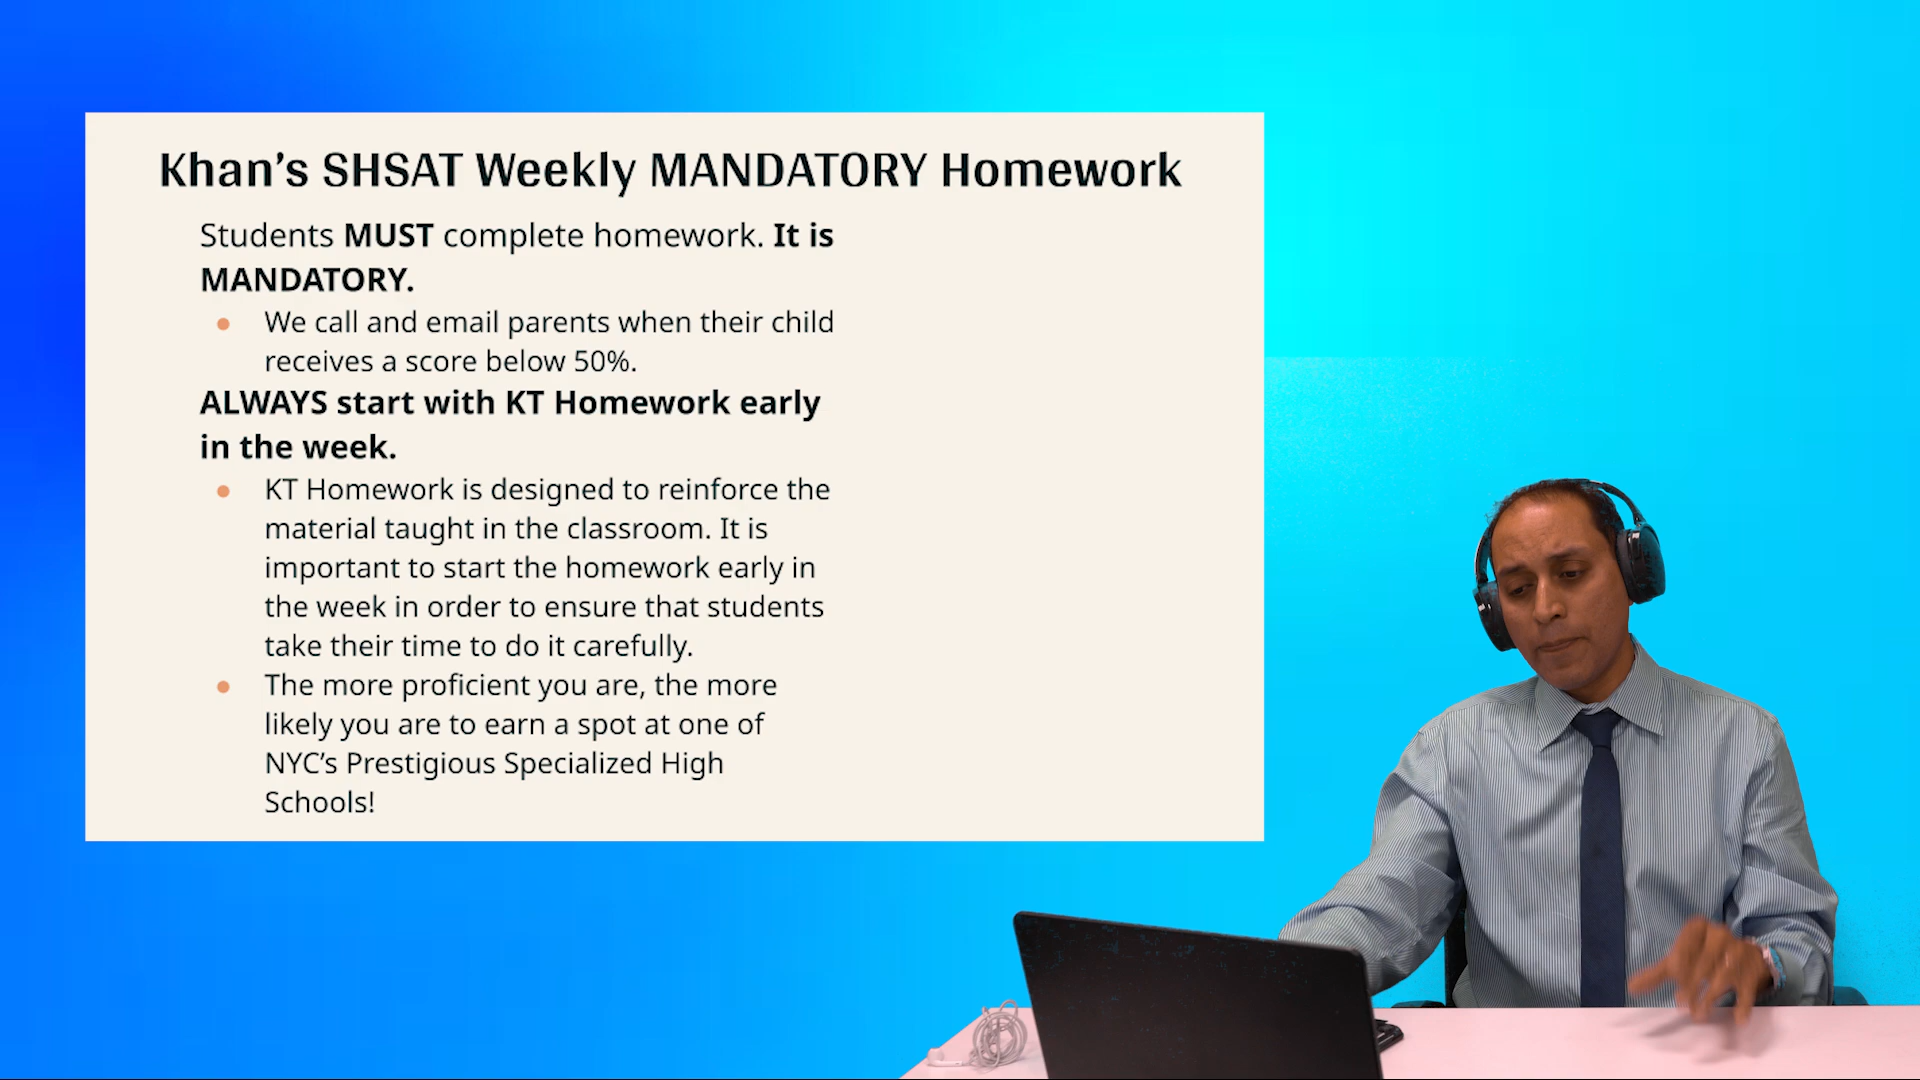 Khan’s SHSAT Weekly MANDATORY Homework
Students MUST complete homework. It is
MANDATORY.
● We call and email parents when their child
receives a score below 50%.
ALWAYS start with KT Homework early
in the week.
● KT Homework is designed to reinforce the
material taught in the classroom. It is
important to start the homework early in
the week in order to ensure that students
take their time to do it carefully.
● The more proficient you are, the more
likely you are to earn a spot at one of
NYC’s Prestigious Specialized High
Schools!